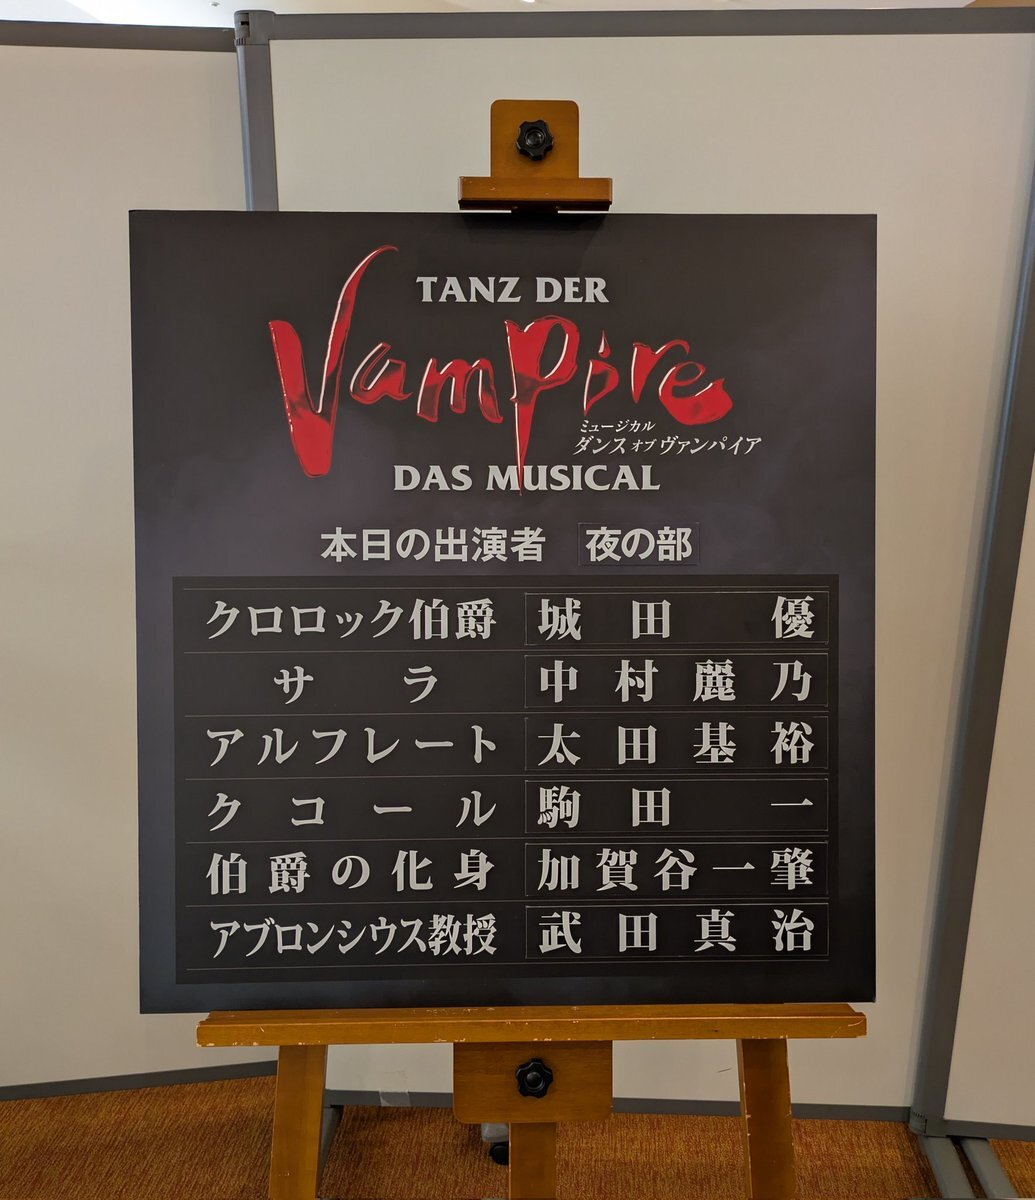 TANZ DER
Vampire
ミュージカル
ダンス オブ ヴァンパイア
DAS MUSICAL
本日の出演者 夜の部
クロロック伯爵 城田 優
サラ 中村麗乃
アルフレート 太田基裕
クコール 駒田 一
伯爵の化身 加賀谷一肇
アブロンシウス教授 武田真治